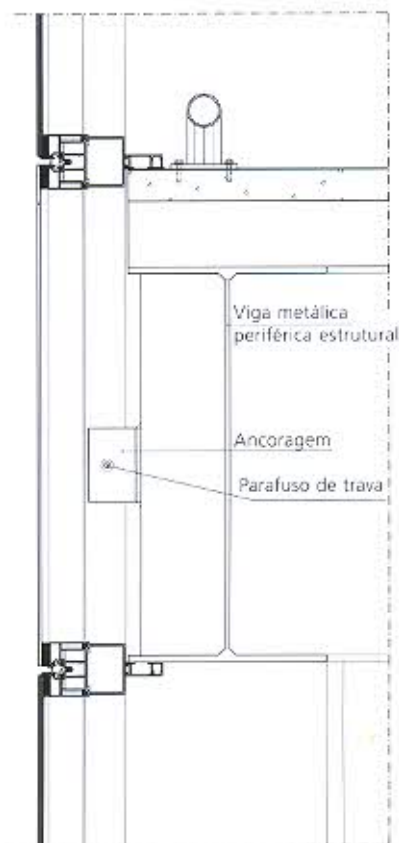 Viga metálica
periférica estrutural
Ancoragem
Parafuso de trava